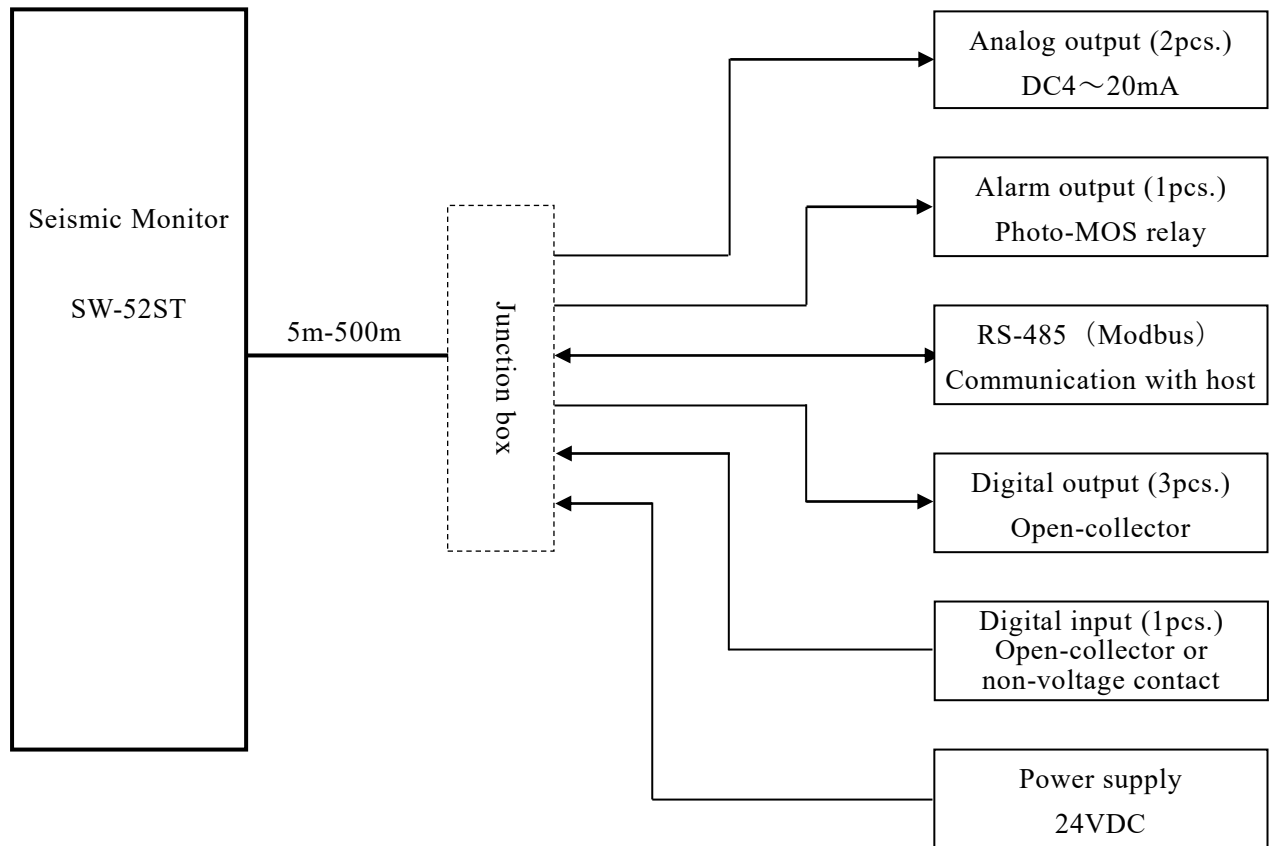 Seismic Monitor
SW-52ST
5m-500m
Junction box
Analog output (2pcs.)
DC4～20mA
Alarm output (1pcs.)
Photo-MOS relay
RS-485（Modbus）
Communication with host
Digital output (3pcs.)
Open-collector
Digital input (1pcs.)
Open-collector or
non-voltage contact
Power supply
24VDC